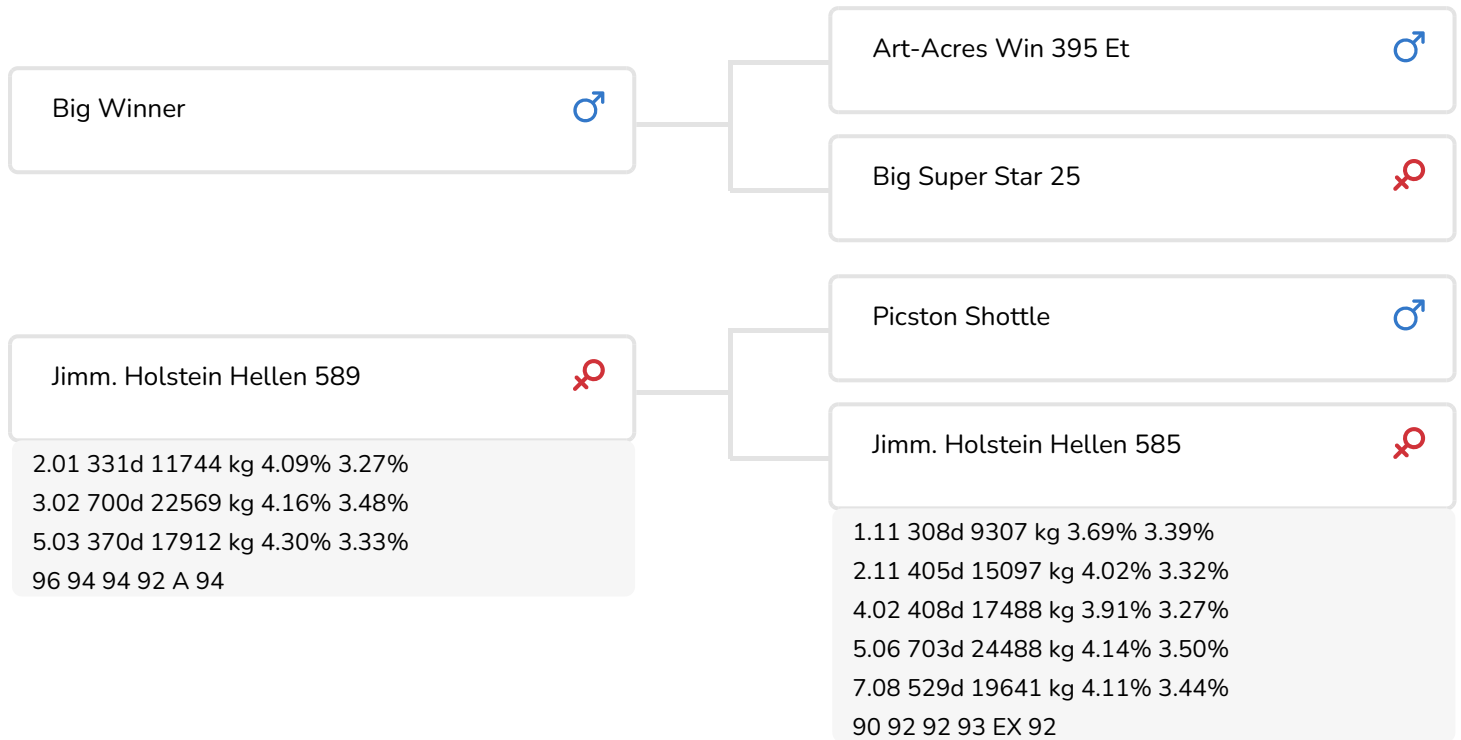 Big Winner
Art-Acres Win 395 Et
Big Super Star 25
Jimm. Holstein Hellen 589
2.01 331d 11744 kg 4.09% 3.27%
3.02 700d 22569 kg 4.16% 3.48%
5.03 370d 17912 kg 4.30% 3.33%
96 94 94 92 A 94
Picston Shottle
Jimm. Holstein Hellen 585
1.11 308d 9307 kg 3.69% 3.39%
2.11 405d 15097 kg 4.02% 3.32%
4.02 408d 17488 kg 3.91% 3.27%
5.06 703d 24488 kg 4.14% 3.50%
7.08 529d 19641 kg 4.11% 3.44%
90 92 92 93 EX 92